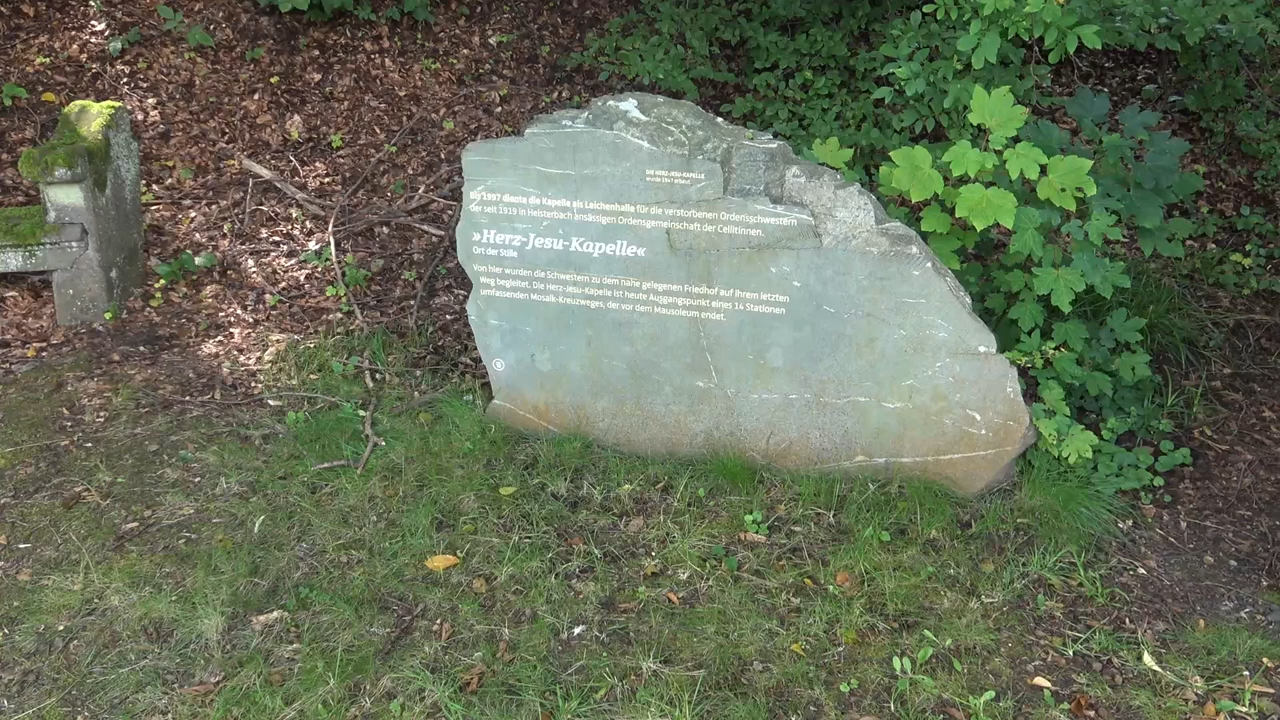 DIE HERZ-JESU-KAPELLE
wurde 1947 erbaut.
Bis 1997 diente die Kapelle als Leichenhalle für die verstorbenen Ordensschwestern
der seit 1919 in Heisterbach ansässigen Ordensgemeinschaft der Cellitinnen.
»Herz-Jesu-Kapelle«
Ort der Stille
Von hier wurden die Schwestern zu dem nahe gelegenen Friedhof auf ihrem letzten
Weg begleitet. Die Herz-Jesu-Kapelle ist heute Ausgangspunkt eines 14 Stationen
umfassenden Mosaik-Kreuzweges, der vor dem Mausoleum endet.